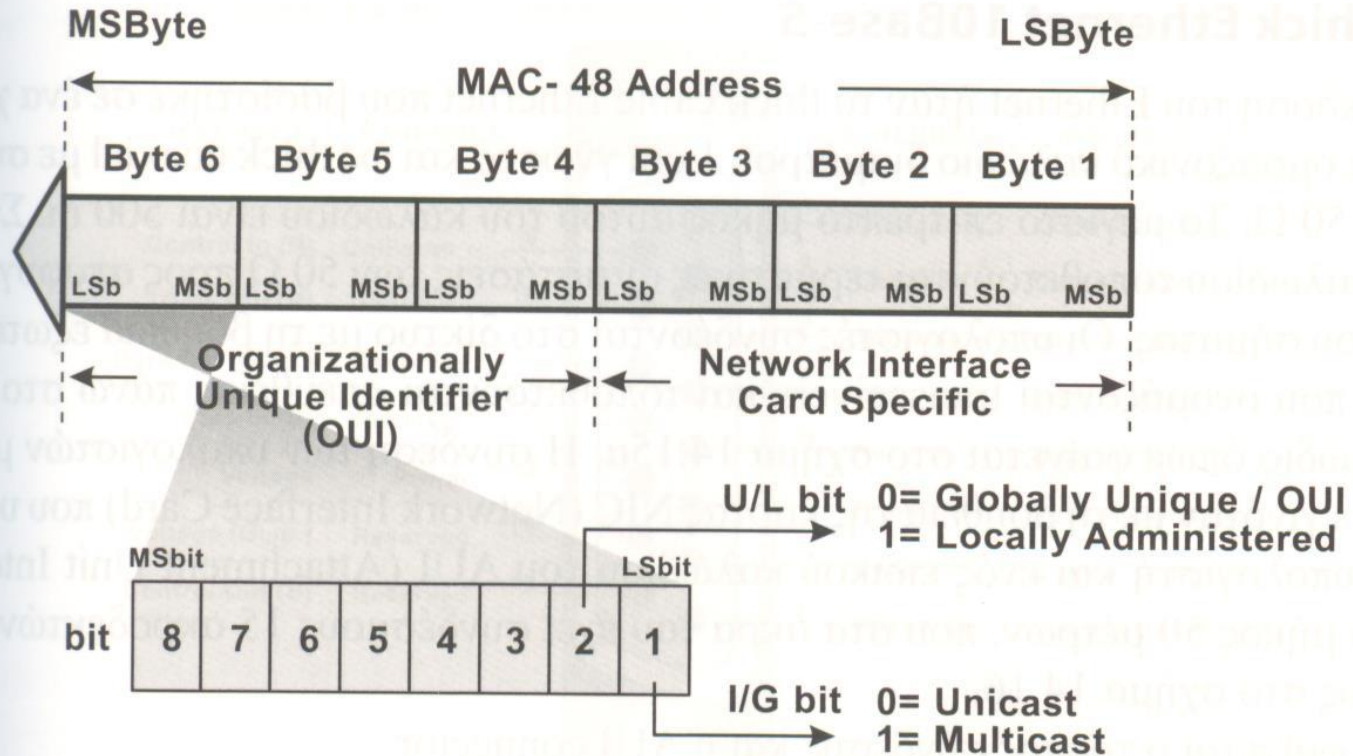 MSByte LSByte
MAC- 48 Address
Byte 6 Byte 5 Byte 4 Byte 3 Byte 2 Byte 1
LSb MSb LSb MSb LSb MSb LSb MSb LSb MSb LSb MSb
Organizationally
Unique Identifier
(OUI)
Network Interface
Card Specific
U/L bit 0= Globally Unique / OUI
1= Locally Administered
MSbit LSbit
bit 8 7 6 5 4 3 2 1
I/G bit 0= Unicast
1= Multicast